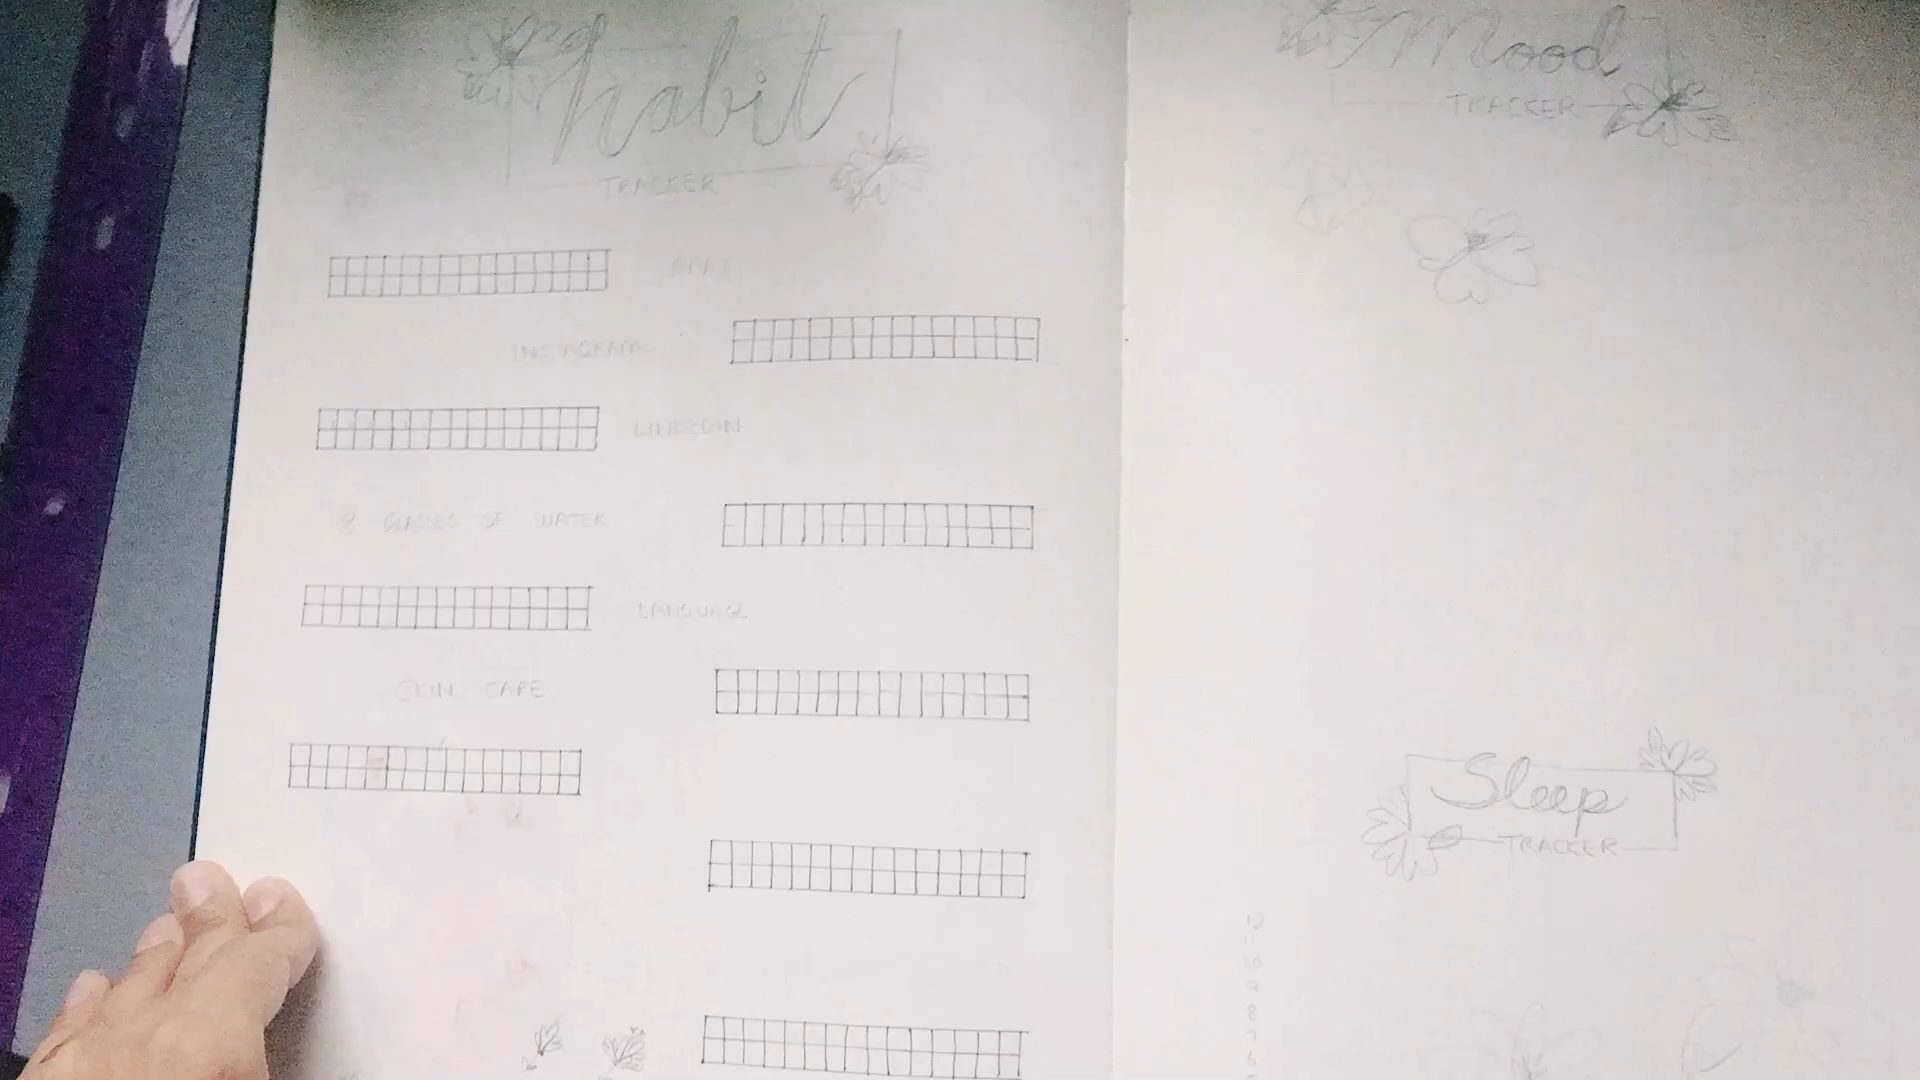 habit
TRACKER
INSTAGRAM
LINKEDIN
8 GLASSES OF WATER
LANGUAGE
SKIN CARE
Mood
TRACKER
Sleep
TRACKER